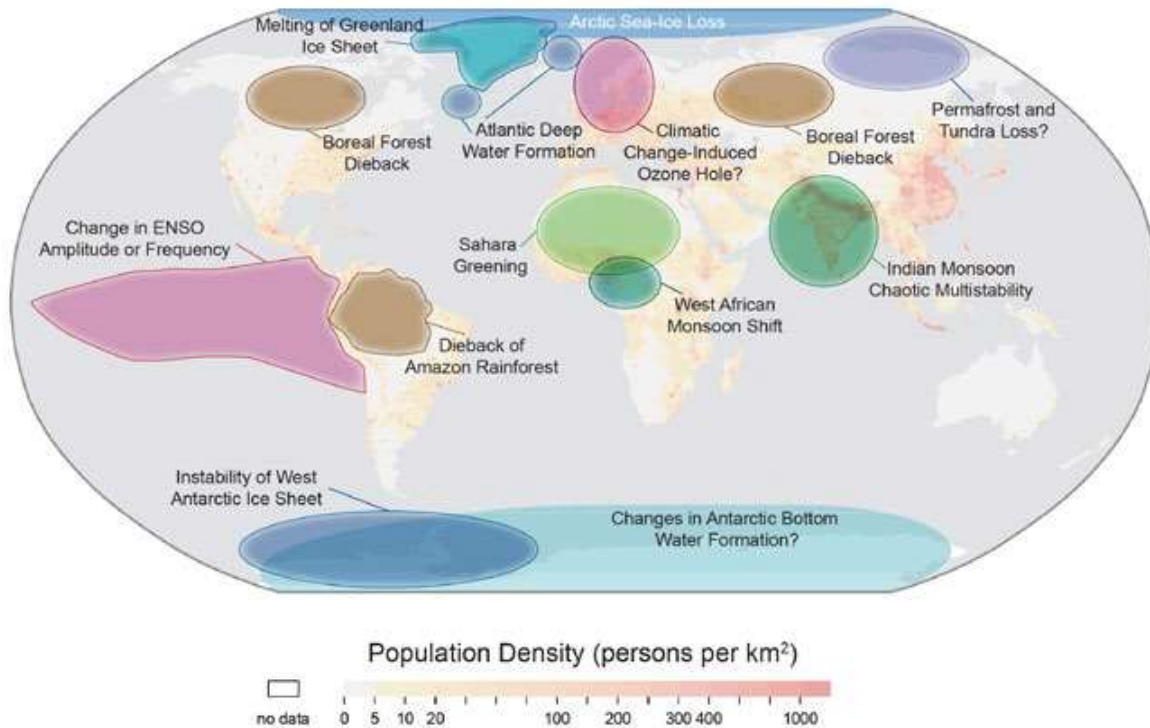 Arctic Sea-Ice Loss
Melting of Greenland
Ice Sheet
Boreal Forest
Dieback
Atlantic Deep
Water Formation
Climatic
Change-Induced
Ozone Hole?
Boreal Forest
Dieback
Permafrost and
Tundra Loss?
Change in ENSO
Amplitude or Frequency
Sahara
Greening
Indian Monsoon
Chaotic Multistability
West African
Monsoon Shift
Dieback of
Amazon Rainforest
Instability of West
Antarctic Ice Sheet
Changes in Antarctic Bottom
Water Formation?
Population Density (persons per km²)
no data
0 5 10 20 100 200 300 400 1000